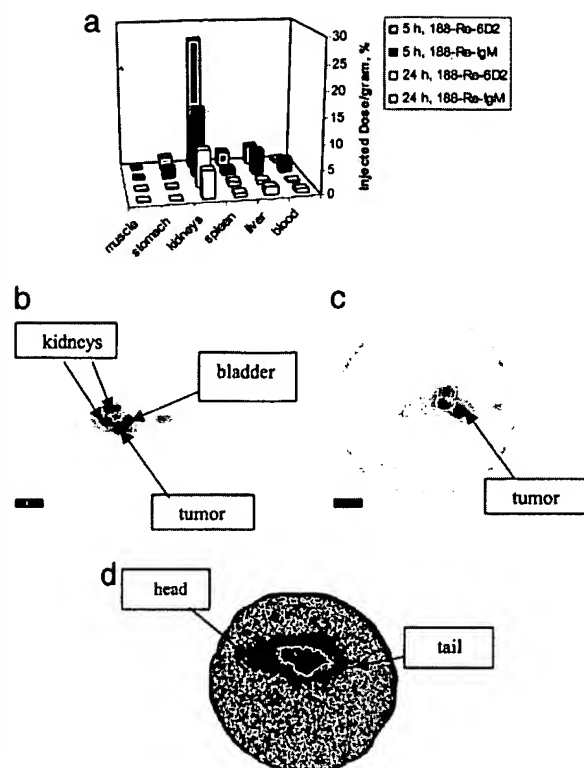 a
30
25
20
15
10
5
0
Injected Dose/gram, %
muscle
stomach
kidneys
spleen
liver
blood
5 h, 188-Re-6D2
5 h, 188-Re-IgM
24 h, 188-Re-6D2
24 h, 188-Re-IgM
b
kidneys
bladder
tumor
c
tumor
d
head
tail